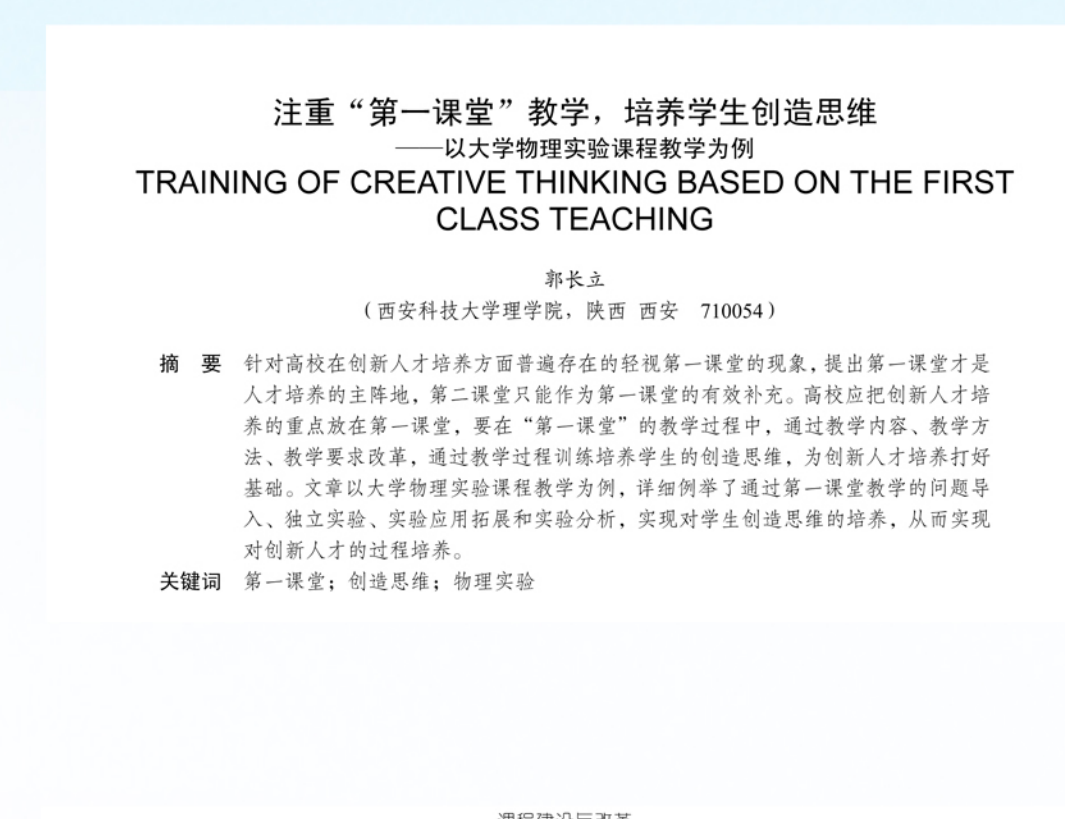 注重“第一课堂”教学，培养学生创造思维
——以大学物理实验课程教学为例
TRAINING OF CREATIVE THINKING BASED ON THE FIRST
CLASS TEACHING
郭长立
（西安科技大学理学院，陕西 西安 710054）
摘 要 针对高校在创新人才培养方面普遍存在的轻视第一课堂的现象，提出第一课堂才是
人才培养的主阵地，第二课堂只能作为第一课堂的有效补充。高校应把创新人才培
养的重点放在第一课堂，要在“第一课堂”的教学过程中，通过教学内容、教学方
法、教学要求改革，通过教学过程训练培养学生的创造思维，为创新人才培养打好
基础。文章以大学物理实验课程教学为例，详细例举了通过第一课堂教学的问题导
入、独立实验、实验应用拓展和实验分析，实现对学生创造思维的培养，从而实现
对创新人才的过程培养。
关键词 第一课堂；创造思维；物理实验
课程建设与改革